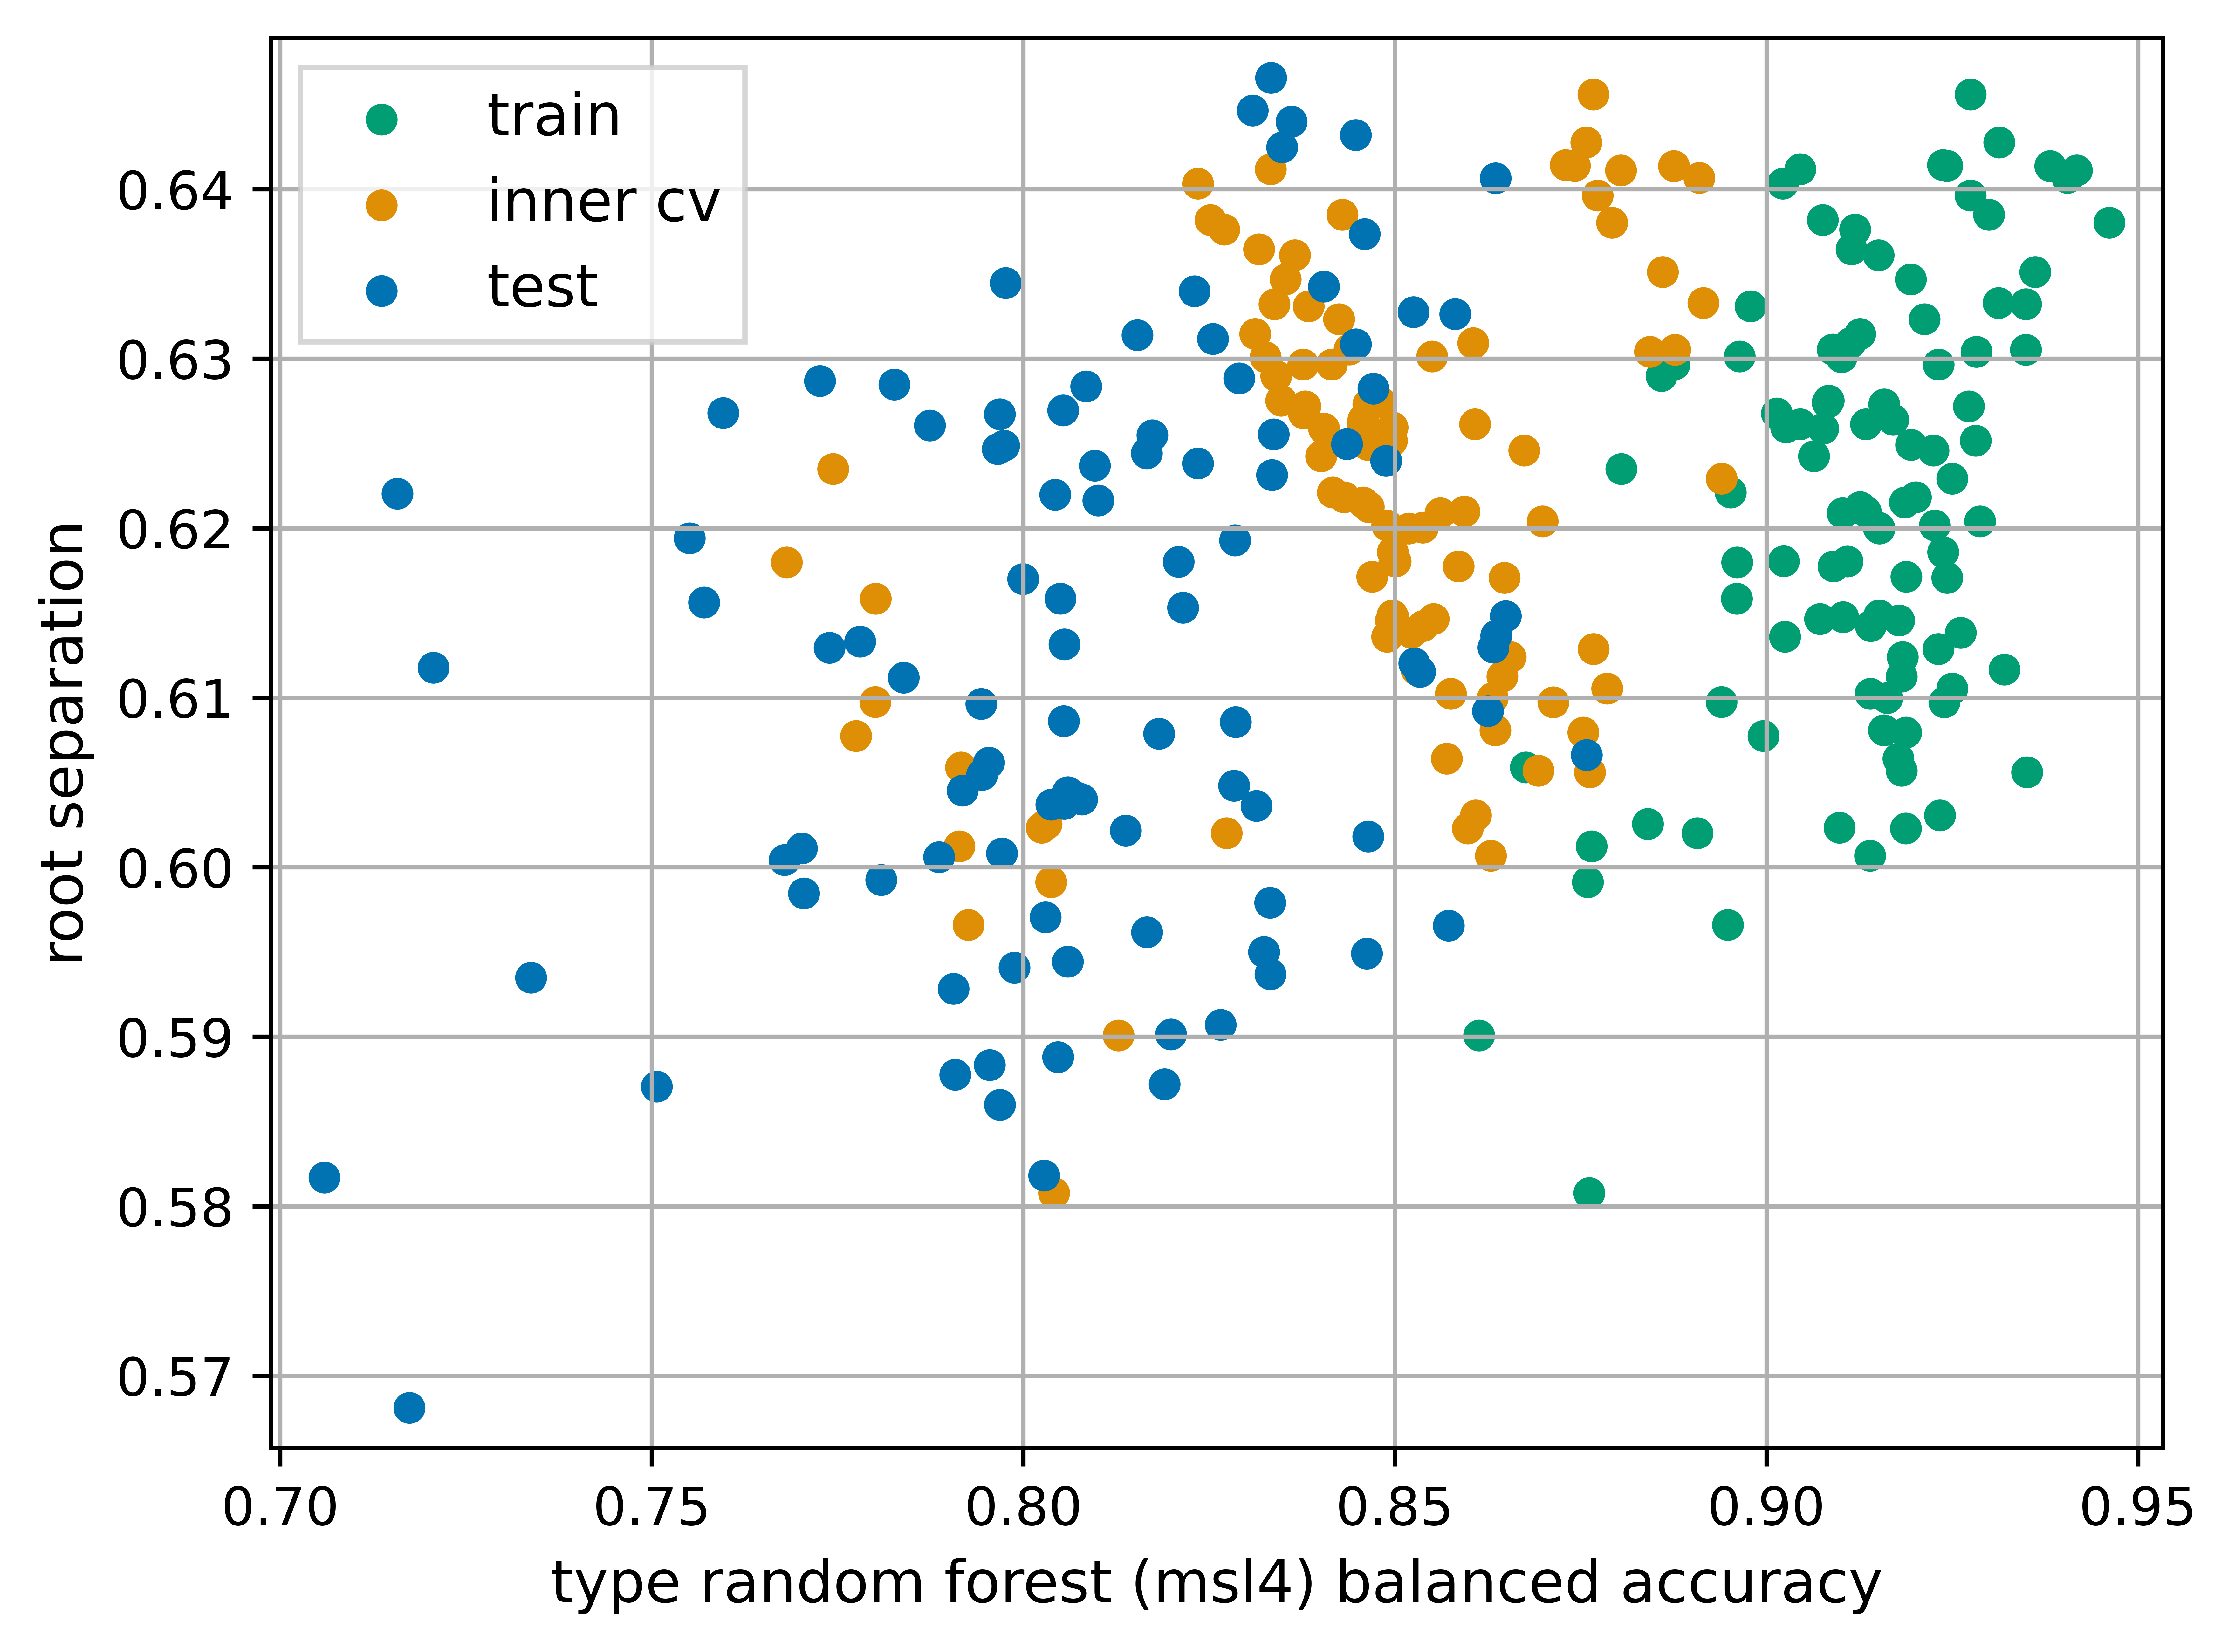 train
inner cv
test
0.64
0.63
0.62
0.61
0.60
0.59
0.58
0.57
root separation
0.70 0.75 0.80 0.85 0.90 0.95
type random forest (msl4) balanced accuracy